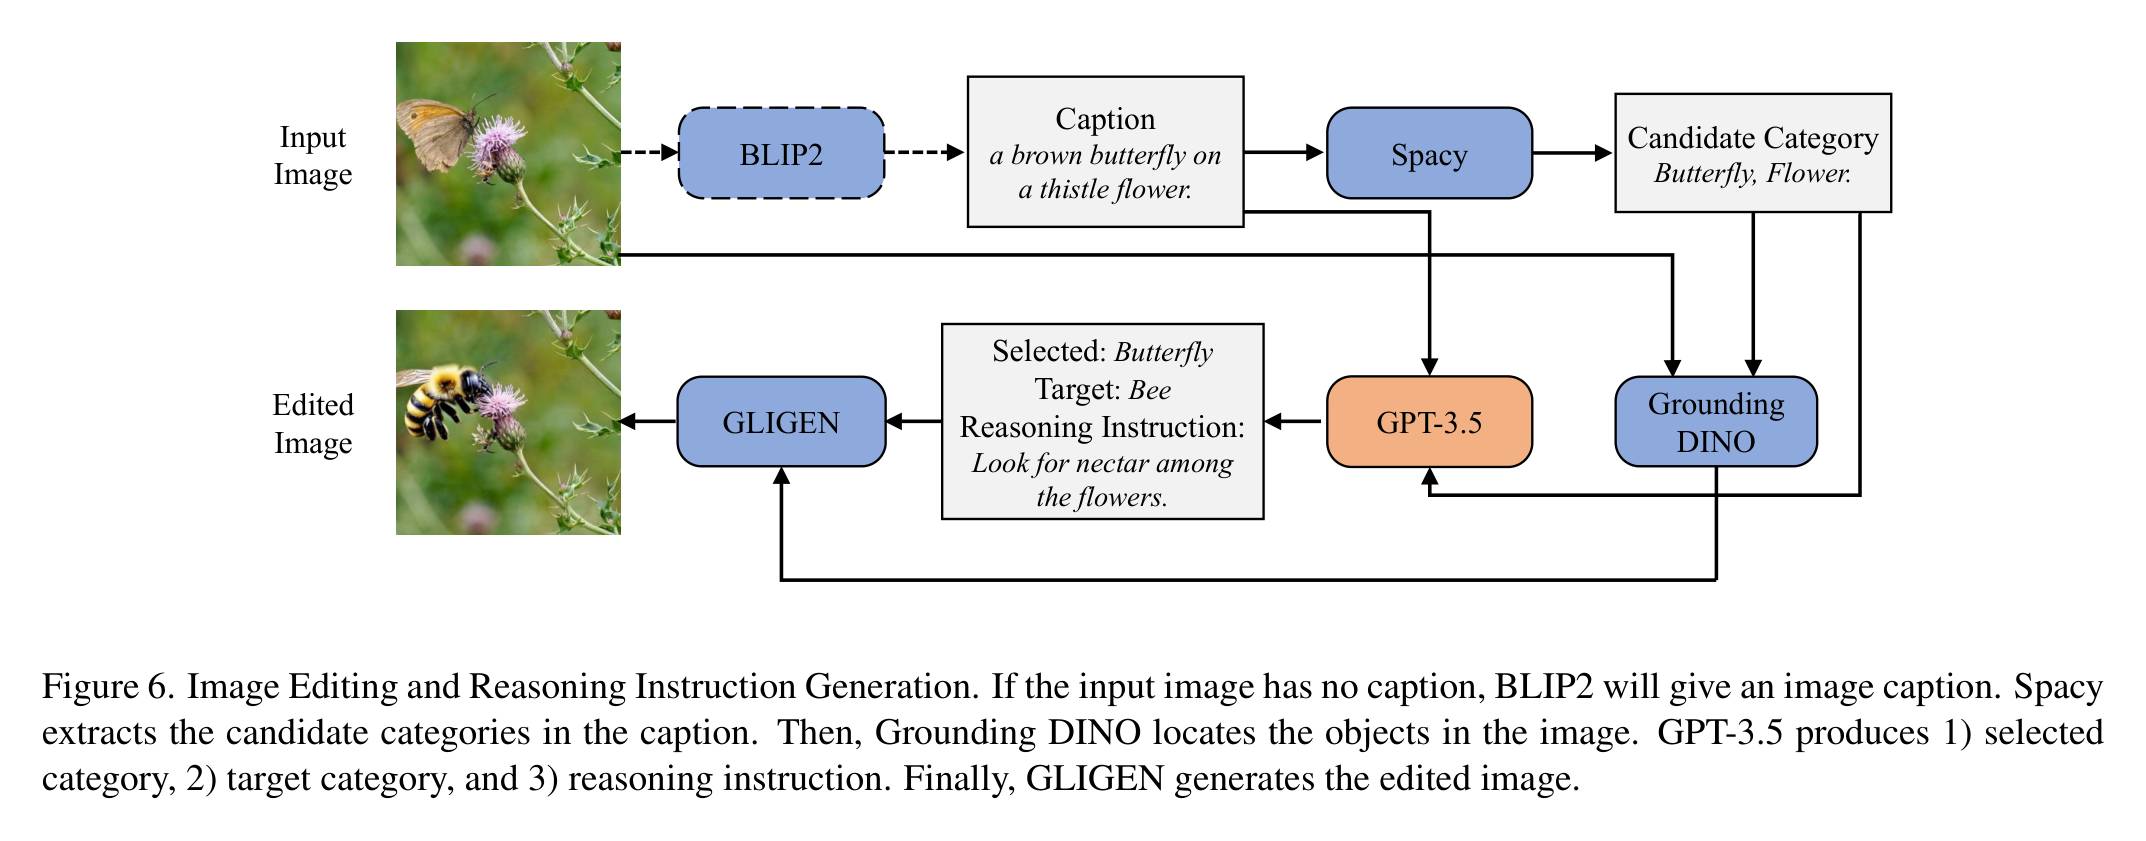 Input
Image
BLIP2
Caption
a brown butterfly on
a thistle flower.
Spacy
Candidate Category
Butterfly, Flower.
Edited
Image
GLIGEN
Selected: Butterfly
Target: Bee
Reasoning Instruction:
Look for nectar among
the flowers.
GPT-3.5
Grounding
DINO
Figure 6. Image Editing and Reasoning Instruction Generation. If the input image has no caption, BLIP2 will give an image caption. Spacy
extracts the candidate categories in the caption. Then, Grounding DINO locates the objects in the image. GPT-3.5 produces 1) selected
category, 2) target category, and 3) reasoning instruction. Finally, GLIGEN generates the edited image.